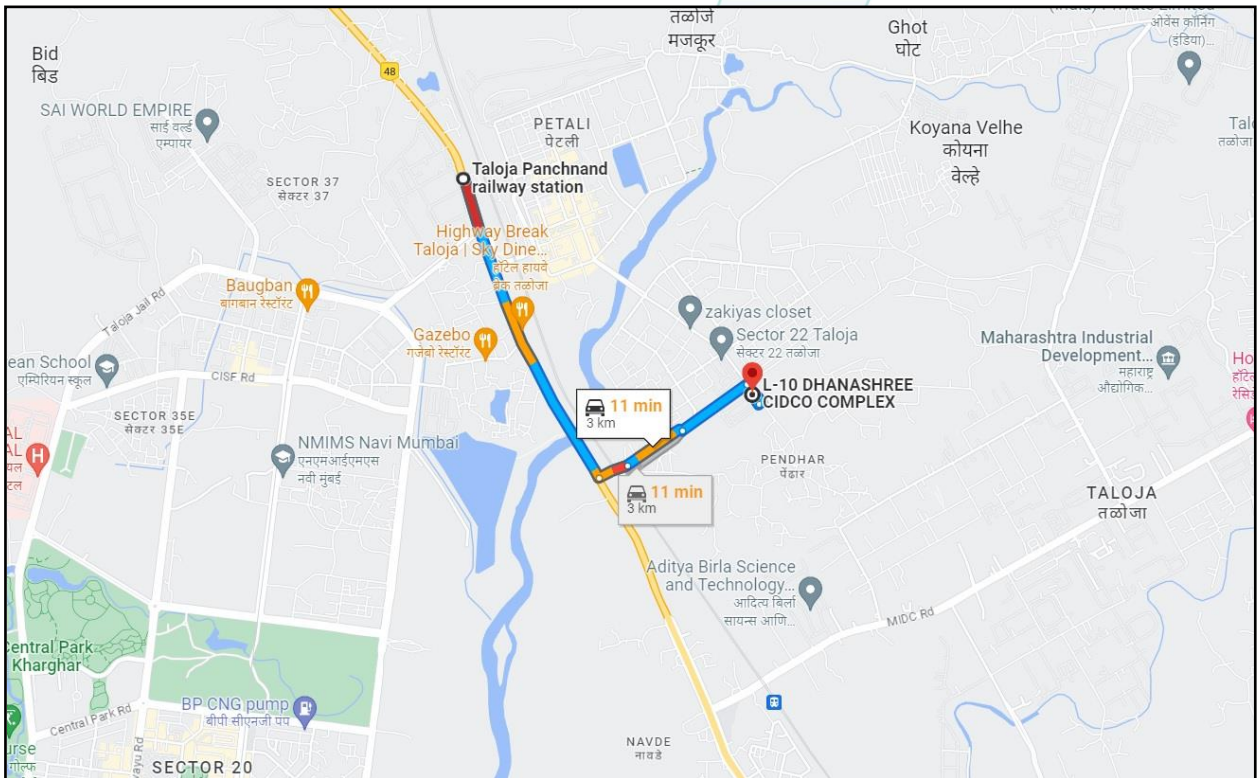 तळोजे
मजकूर
Ghot
घोट
ओवेंस कॉर्निंग
(इंडिया)...
Bid
बिड
48
SAI WORLD EMPIRE
साई वर्ल्ड
एम्पायर
PETALI
पेटली
Koyana Velhe
कोयना
वेल्हे
Taloja Panchnand
railway station
SECTOR 37
सेक्टर 37
Highway Break
Taloja | Sky Dine...
हॉटेल हायवे
ब्रेक तळोजा
Baugban
बागबान रेस्टॉरंट
Taloja Jail Rd
Gazebo
गजेबो रेस्टॉरंट
zakiyas closet
Sector 22 Taloja
सेक्टर 22 तळोजा
Maharashtra Industrial
Development...
महाराष्ट्र
औद्योगिक...
ean School
एम्पिरियन स्कूल
CISF Rd
L-10 DHANASHREE
CIDCO COMPLEX
11 min
3 km
SECTOR 35E
सेक्टर 35E
NMIMS Navi Mumbai
एनएमआईएमएस
नवी मुंबई
H
PENDHAR
पेंढार
11 min
3 km
TALOJA
तळोजा
Aditya Birla Science
and Technology...
आदित्य बिर्ला
सायन्स आणि...
MIDC Rd
Central Park
Kharghar
BP CNG pump
बीपी सीएनजी पंप
Central Park Rd
NAVDE
नावडे
SECTOR 20